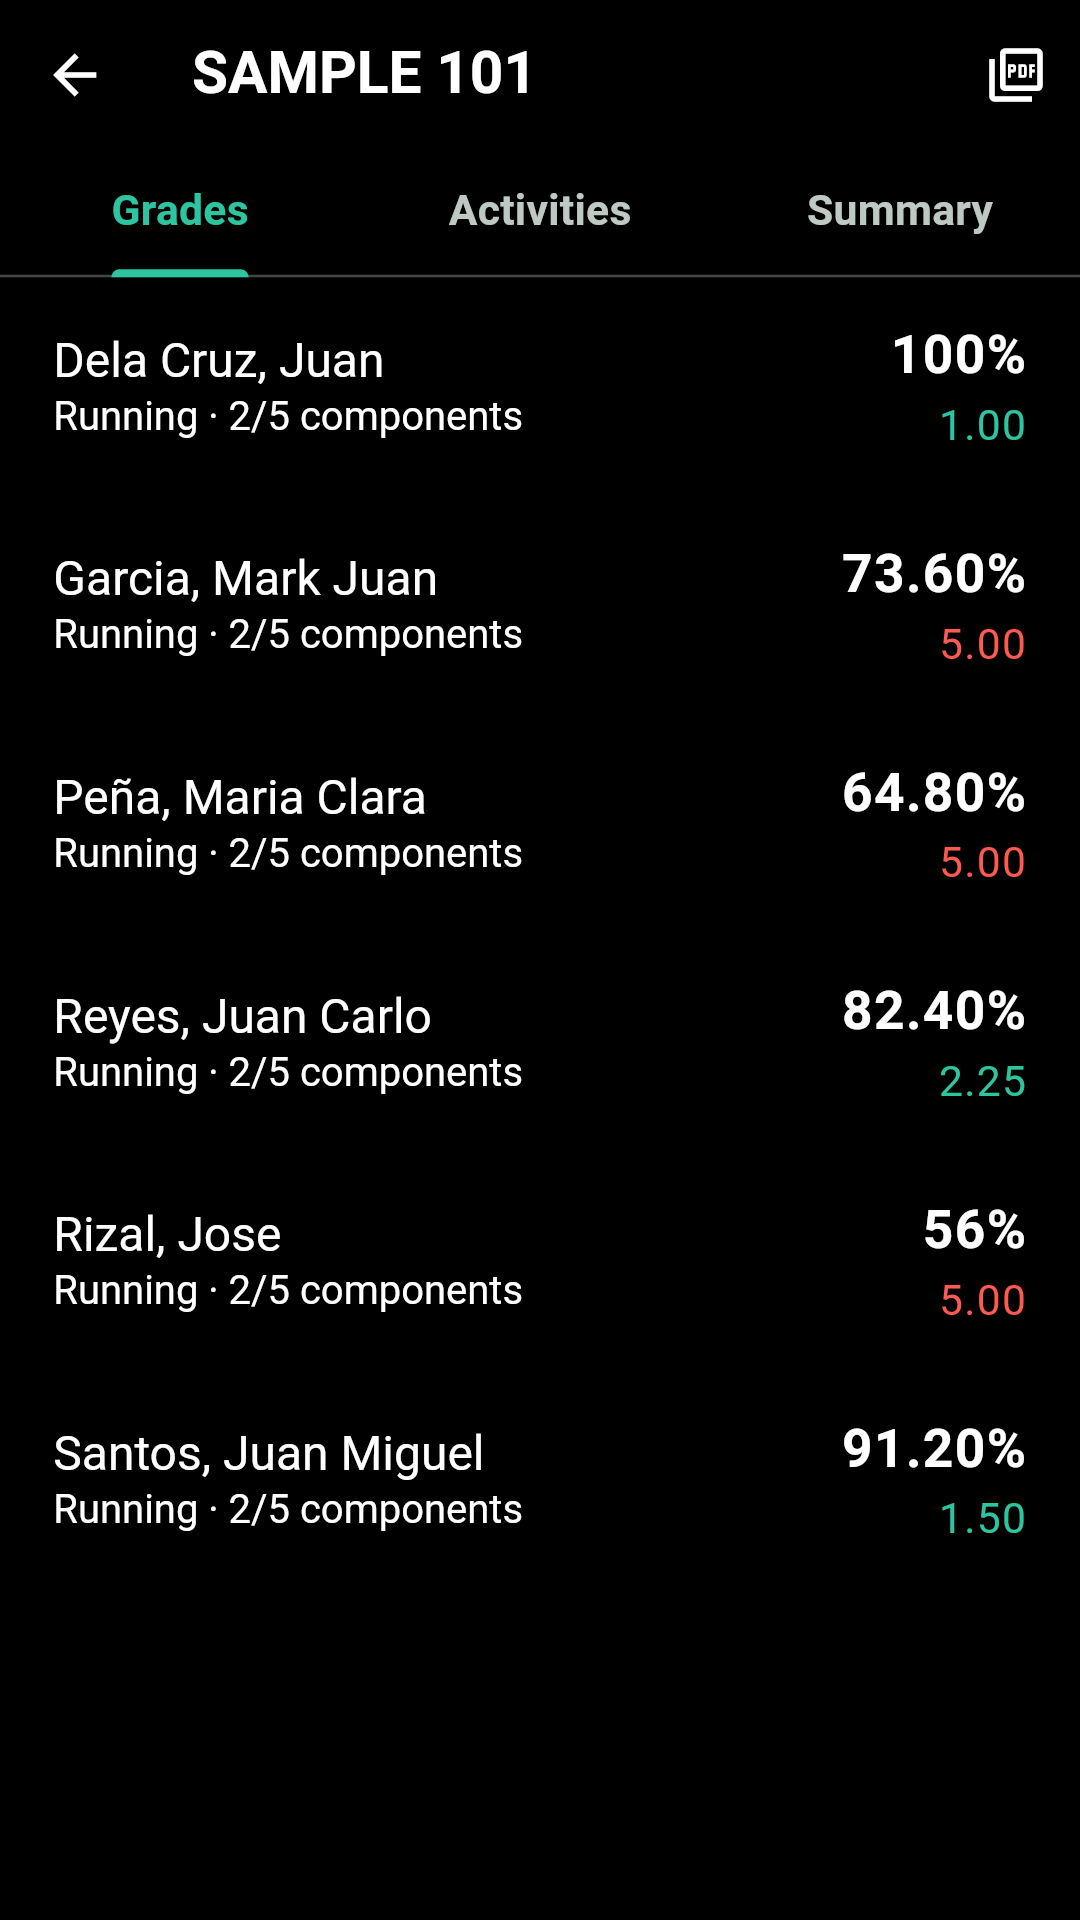 SAMPLE 101
PDF
Grades
Activities
Summary
Dela Cruz, Juan
100%
Running · 2/5 components
1.00
Garcia, Mark Juan
73.60%
Running · 2/5 components
5.00
Peña, Maria Clara
64.80%
Running · 2/5 components
5.00
Reyes, Juan Carlo
82.40%
Running · 2/5 components
2.25
Rizal, Jose
56%
Running · 2/5 components
5.00
Santos, Juan Miguel
91.20%
Running · 2/5 components
1.50